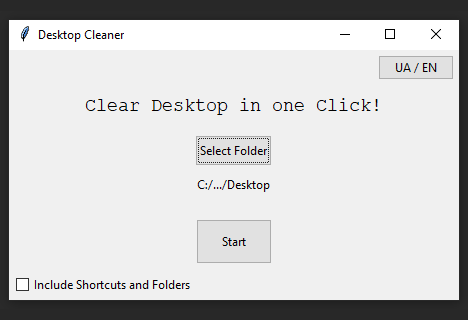 Desktop Cleaner
UA / EN
Clear Desktop in one Click!
Select Folder
C:/.../Desktop
Start
Include Shortcuts and Folders